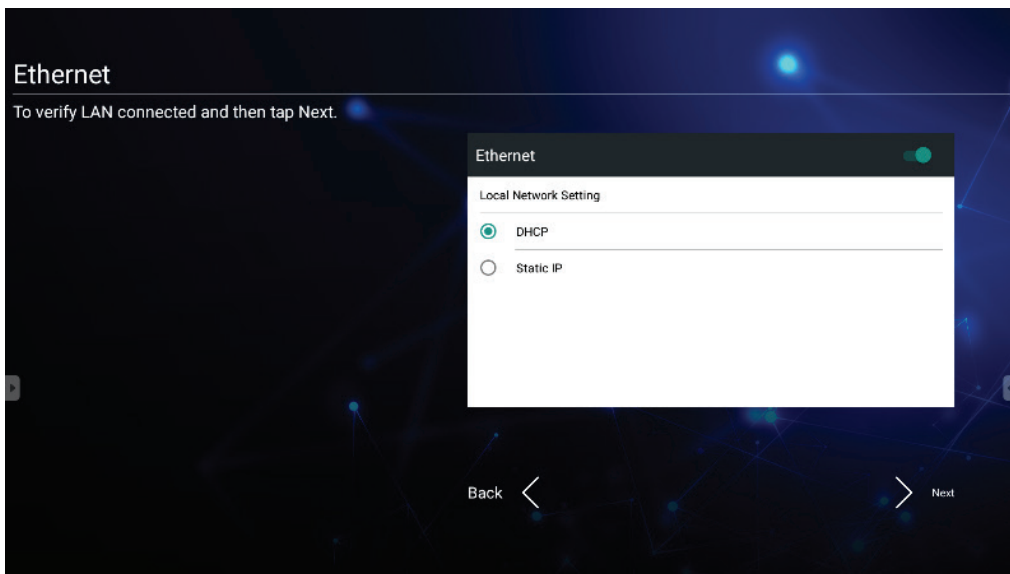 Ethernet
To verify LAN connected and then tap Next.
Ethernet
Local Network Setting
DHCP
Static IP
Back
Next